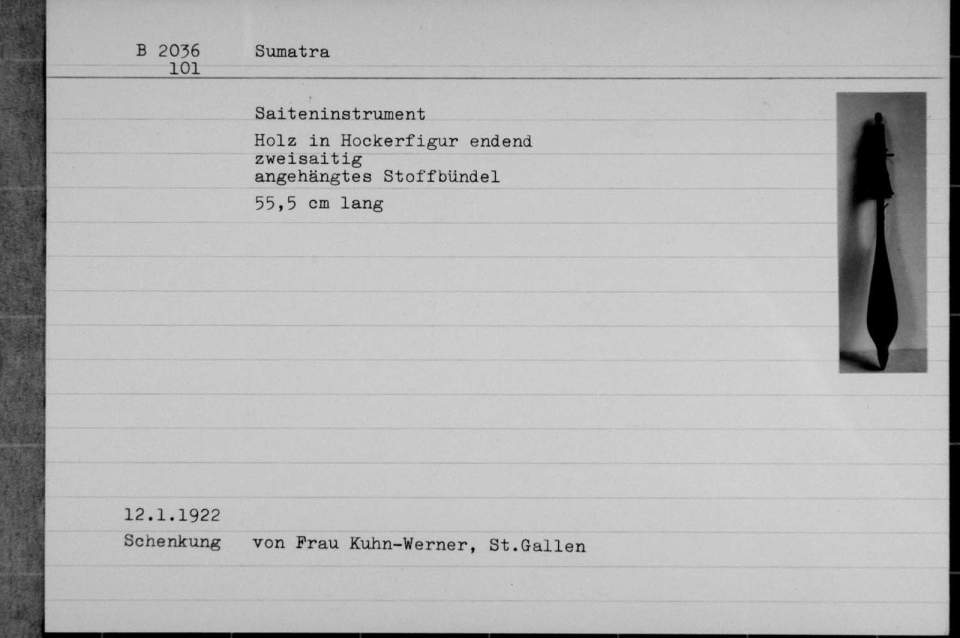 B 2036 Sumatra
101
Saiteninstrument
Holz in Hockerfigur endend
zweisaitig
angehängtes Stoffbündel
55,5 cm lang
12.1.1922
Schenkung von Frau Kuhn-Werner, St.Gallen